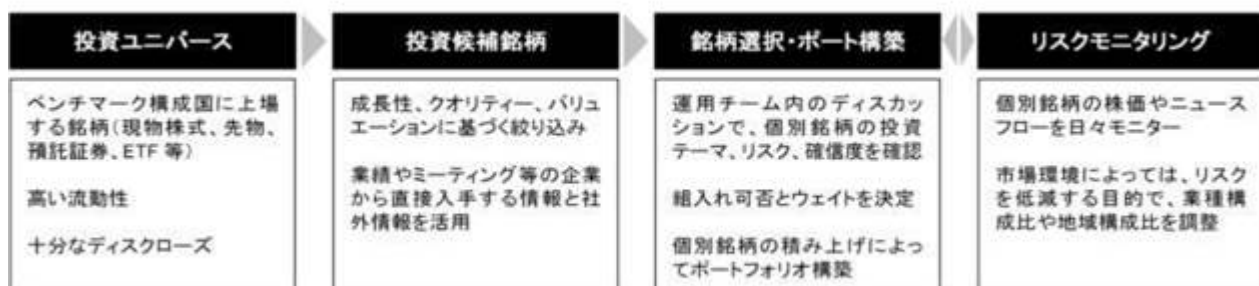 投資ユニバース
ベンチマーク構成国に上場
する銘柄(現物株式、先物、
預託証券、ETF 等)
高い流動性
十分なディスクローズ
投資候補銘柄
成長性、クオリティー、バリュ
エーションに基づく絞り込み
業績やミーティング等の企業
から直接入手する情報と社
外情報を活用
銘柄選択・ポート構築
運用チーム内のディスカッ
ションで、個別銘柄の投資
テーマ、リスク、確信度を確認
組入れ可否とウェイトを決定
個別銘柄の積み上げによっ
てポートフォリオ構築
リスクモニタリング
個別銘柄の株価やニュース
フローを日々モニター
市場環境によっては、リスク
を低減する目的で、業種構
成比や地域構成比を調整